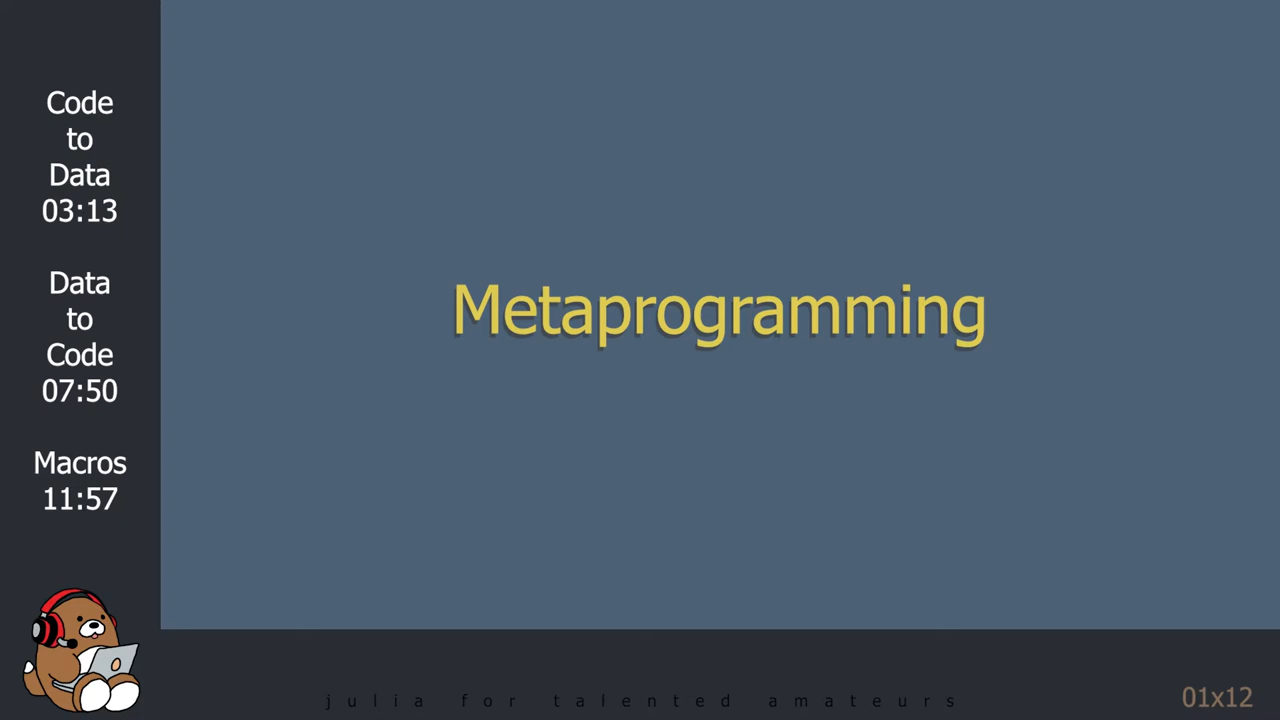 Code
to
Data
03:13
Data
to
Code
07:50
Macros
11:57
Metaprogramming
julia for talented amateurs
01x12